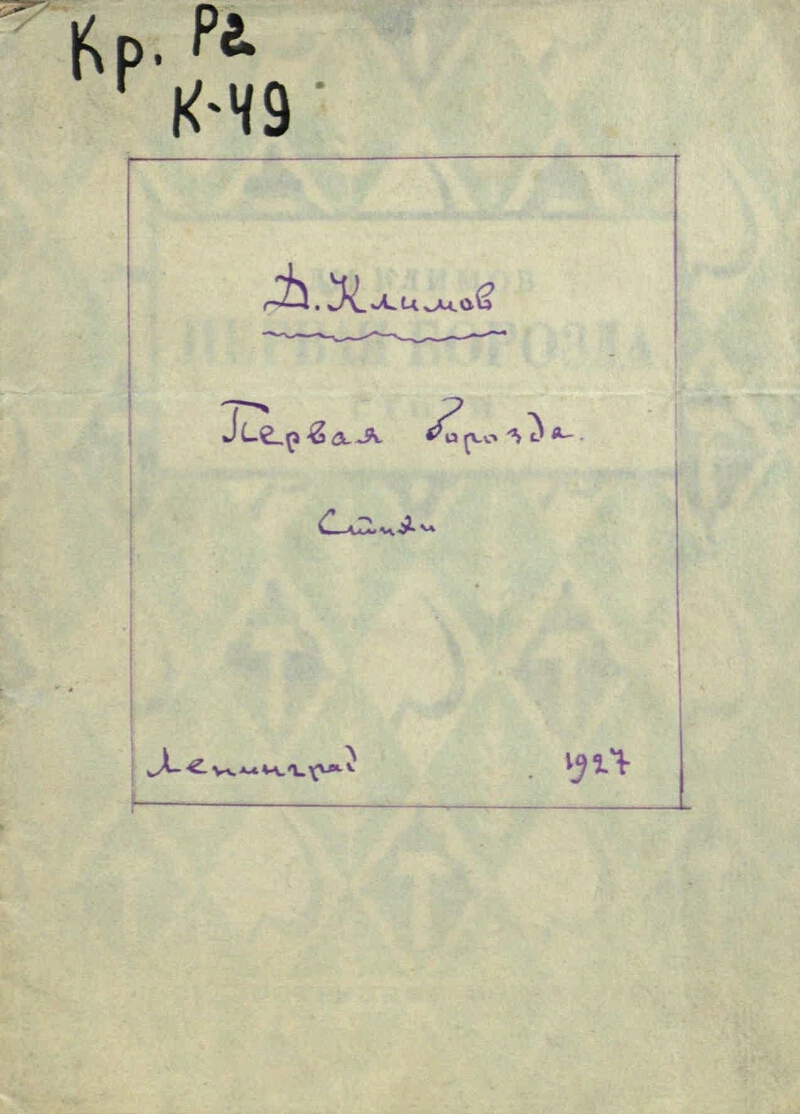 Кр. Р2
К-49
Д. Климов
Первая борозда.
Стихи
Ленинград 1927